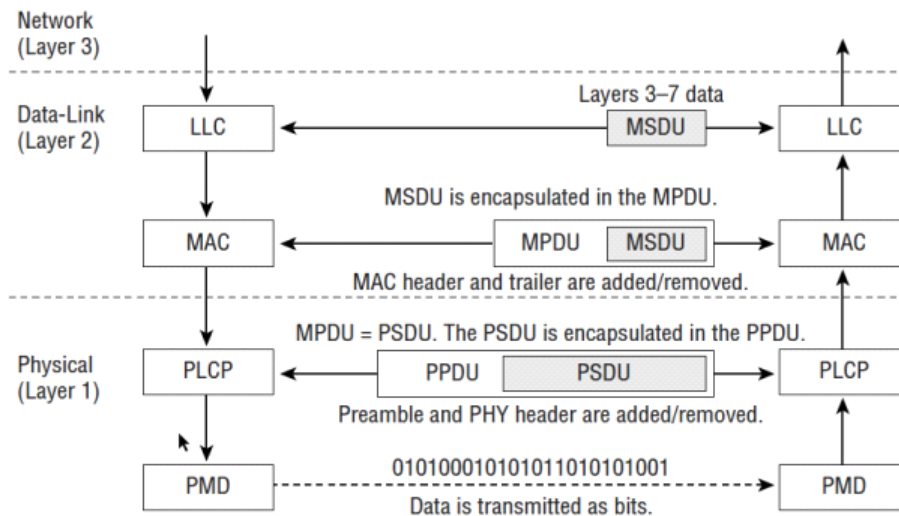 Network
(Layer 3)
Layers 3–7 data
Data-Link
(Layer 2)
LLC
MSDU
LLC
MSDU is encapsulated in the MPDU.
MAC
MPDU
MSDU
MAC
MAC header and trailer are added/removed.
MPDU = PSDU. The PSDU is encapsulated in the PPDU.
Physical
(Layer 1)
PLCP
PPDU
PSDU
PLCP
Preamble and PHY header are added/removed.
PMD
0101000101010110101010​01
PMD
Data is transmitted as bits.